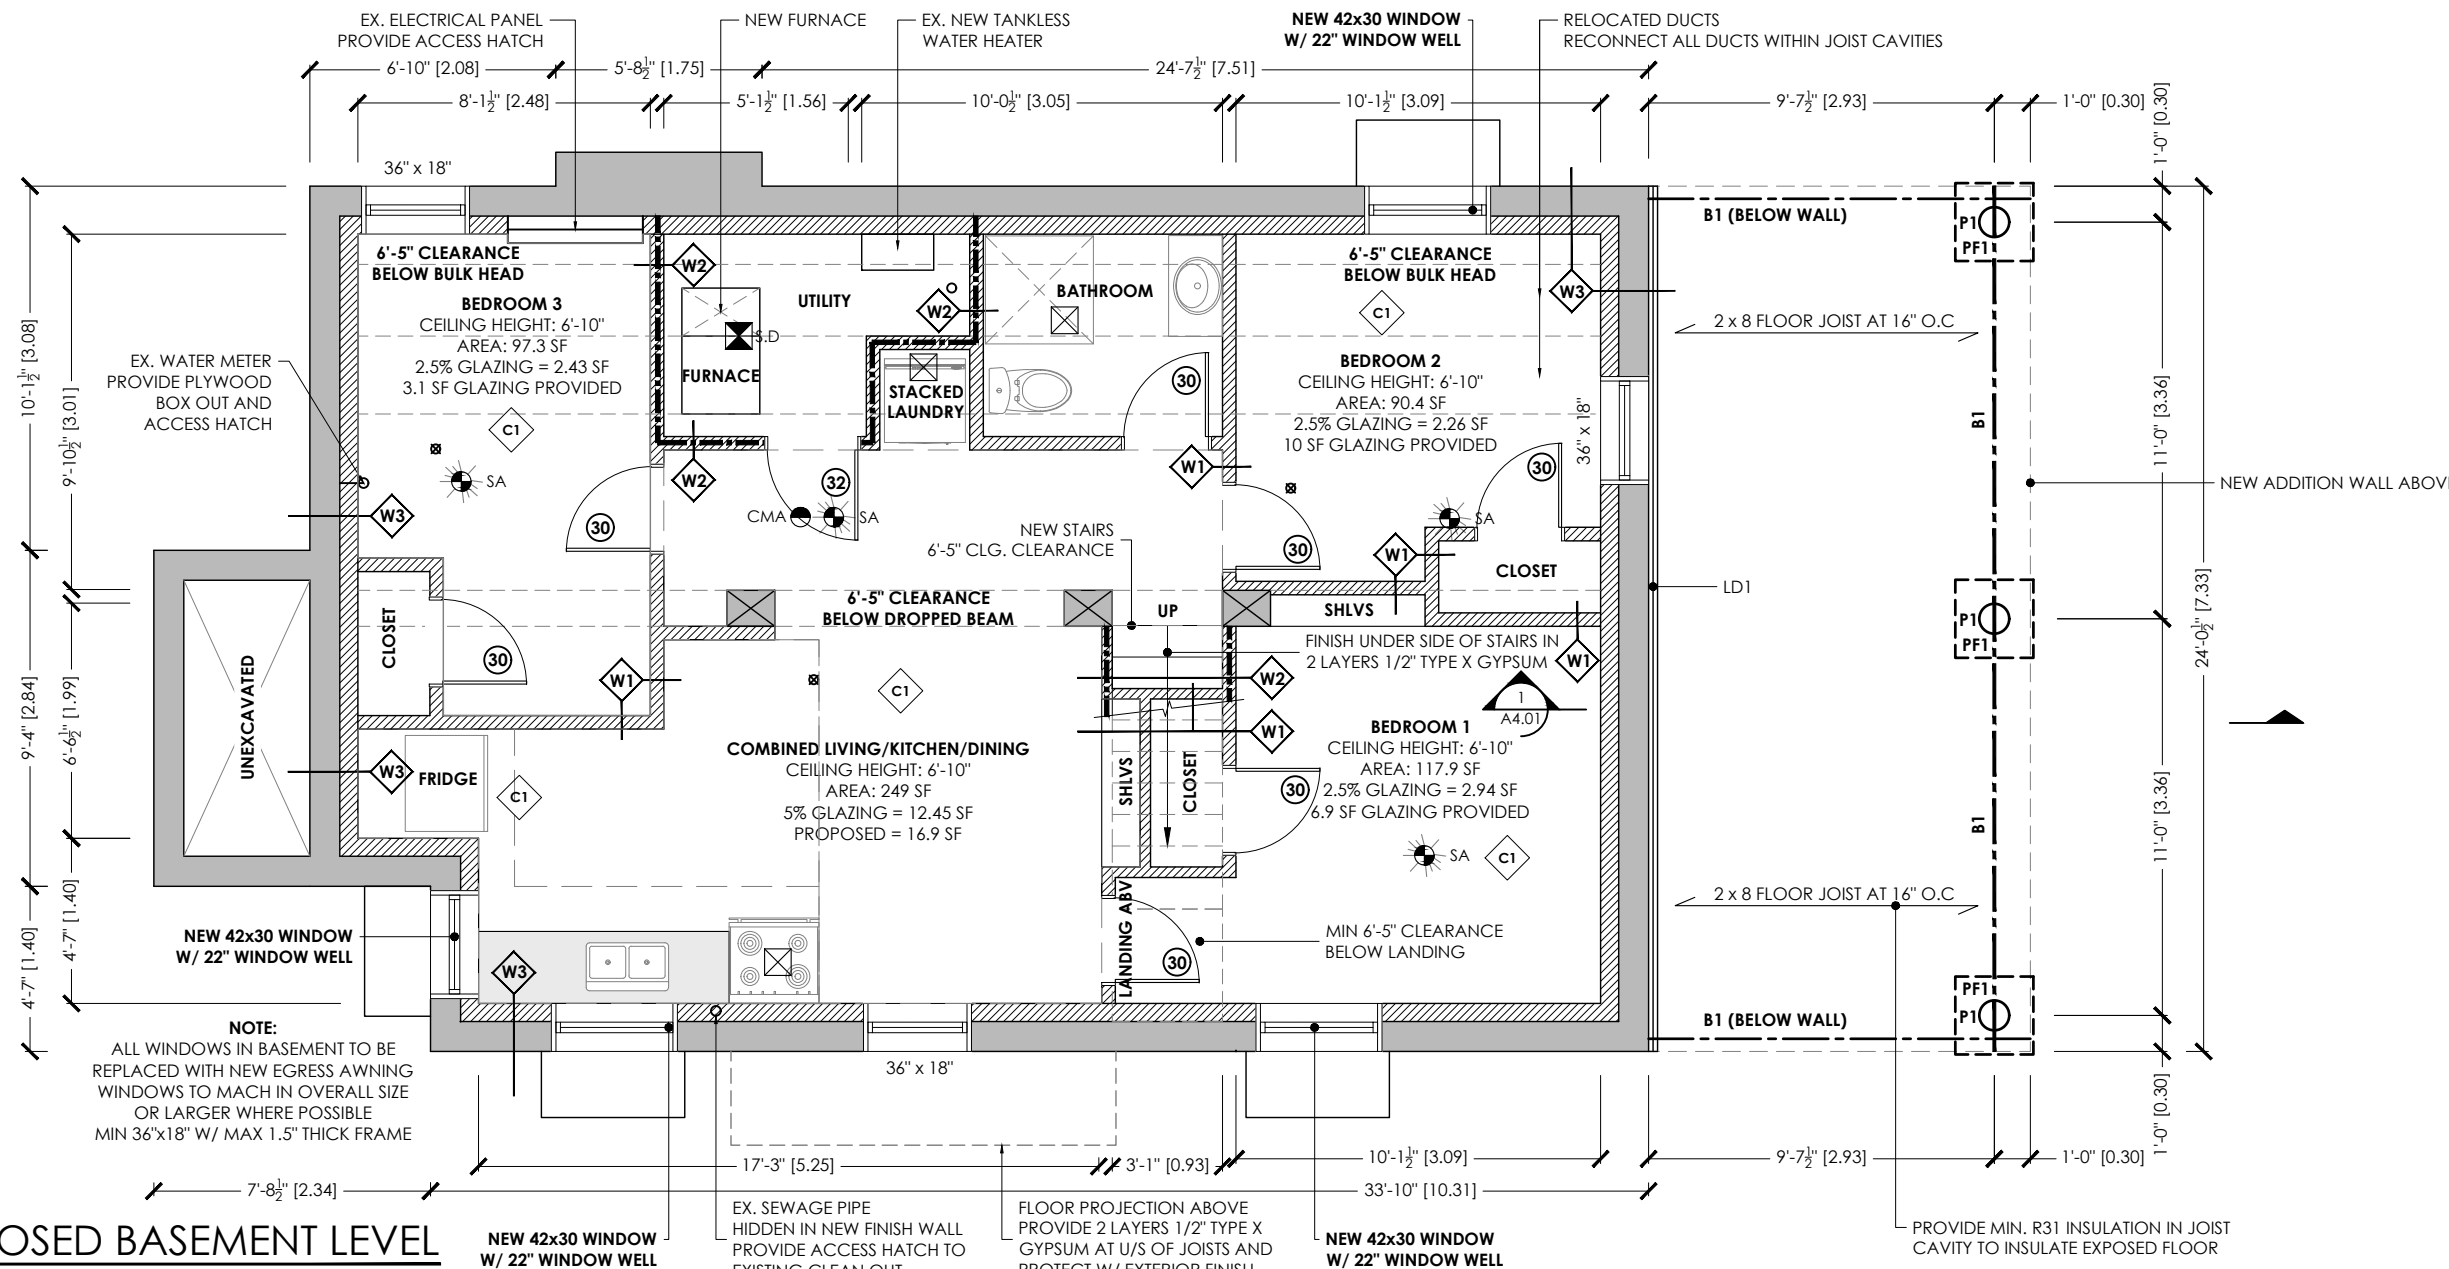 EX. ELECTRICAL PANEL
PROVIDE ACCESS HATCH
NEW FURNACE
EX. NEW TANKLESS
WATER HEATER
NEW 42x30 WINDOW
W/ 22" WINDOW WELL
RELOCATED DUCTS
RECONNECT ALL DUCTS WITHIN JOIST CAVITIES
6'-10" [2.08]
5'-8½" [1.75]
24'-7½" [7.51]
8'-1½" [2.48]
5'-1½" [1.56]
10'-0½" [3.05]
10'-1½" [3.09]
9'-7½" [2.93]
1'-0" [0.30]
1'-0" [0.30]
36" x 18"
6'-5" CLEARANCE
BELOW BULK HEAD
BEDROOM 3
CEILING HEIGHT: 6'-10"
AREA: 97.3 SF
2.5% GLAZING = 2.43 SF
3.1 SF GLAZING PROVIDED
C1
SA
W3
30
W2
UTILITY
W2
S.D
FURNACE
STACKED
LAUNDRY
W2
32
CMA
SA
BATHROOM
30
W1
6'-5" CLEARANCE
BELOW BULK HEAD
C1
W3
BEDROOM 2
CEILING HEIGHT: 6'-10"
AREA: 90.4 SF
2.5% GLAZING = 2.26 SF
10 SF GLAZING PROVIDED
36" x 18"
30
SA
30
W1
CLOSET
B1 (BELOW WALL)
P1
PF1
2 x 8 FLOOR JOIST AT 16" O.C
B1
11'-0" [3.36]
NEW ADDITION WALL ABOVE
LD1
P1
PF1
24'-0½" [7.33]
10'-1½" [3.08]
9'-10½" [3.01]
EX. WATER METER
PROVIDE PLYWOOD
BOX OUT AND
ACCESS HATCH
9'-4" [2.84]
6'-6½" [1.99]
UNEXCAVATED
CLOSET
30
W1
NEW STAIRS
6'-5" CLG. CLEARANCE
6'-5" CLEARANCE
BELOW DROPPED BEAM
UP
SHLVS
FINISH UNDER SIDE OF STAIRS IN
2 LAYERS 1/2" TYPE X GYPSUM
W1
W2
W1
1
A4.01
C1
W3
FRIDGE
C1
COMBINED LIVING/KITCHEN/DINING
CEILING HEIGHT: 6'-10"
AREA: 249 SF
5% GLAZING = 12.45 SF
PROPOSED = 16.9 SF
SHLVS
CLOSET
BEDROOM 1
CEILING HEIGHT: 6'-10"
AREA: 117.9 SF
2.5% GLAZING = 2.94 SF
6.9 SF GLAZING PROVIDED
30
SA
C1
B1
11'-0" [3.36]
2 x 8 FLOOR JOIST AT 16" O.C
4'-7" [1.40]
4'-7" [1.40]
NEW 42x30 WINDOW
W/ 22" WINDOW WELL
W3
LANDING ABV
30
MIN 6'-5" CLEARANCE
BELOW LANDING
B1 (BELOW WALL)
PF1
P1
NOTE:
ALL WINDOWS IN BASEMENT TO BE
REPLACED WITH NEW EGRESS AWNING
WINDOWS TO MACH IN OVERALL SIZE
OR LARGER WHERE POSSIBLE
MIN 36"x18" W/ MAX 1.5" THICK FRAME
36" x 18"
1'-0" [0.30]
17'-3" [5.25]
3'-1" [0.93]
10'-1½" [3.09]
9'-7½" [2.93]
1'-0" [0.30]
7'-8½" [2.34]
33'-10" [10.31]
OSED BASEMENT LEVEL
NEW 42x30 WINDOW
W/ 22" WINDOW WELL
EX. SEWAGE PIPE
HIDDEN IN NEW FINISH WALL
PROVIDE ACCESS HATCH TO
EXISTING CLEAN OUT
FLOOR PROJECTION ABOVE
PROVIDE 2 LAYERS 1/2" TYPE X
GYPSUM AT U/S OF JOISTS AND
PROTECT W/ EXTERIOR FINISH
NEW 42x30 WINDOW
W/ 22" WINDOW WELL
PROVIDE MIN. R31 INSULATION IN JOIST
CAVITY TO INSULATE EXPOSED FLOOR